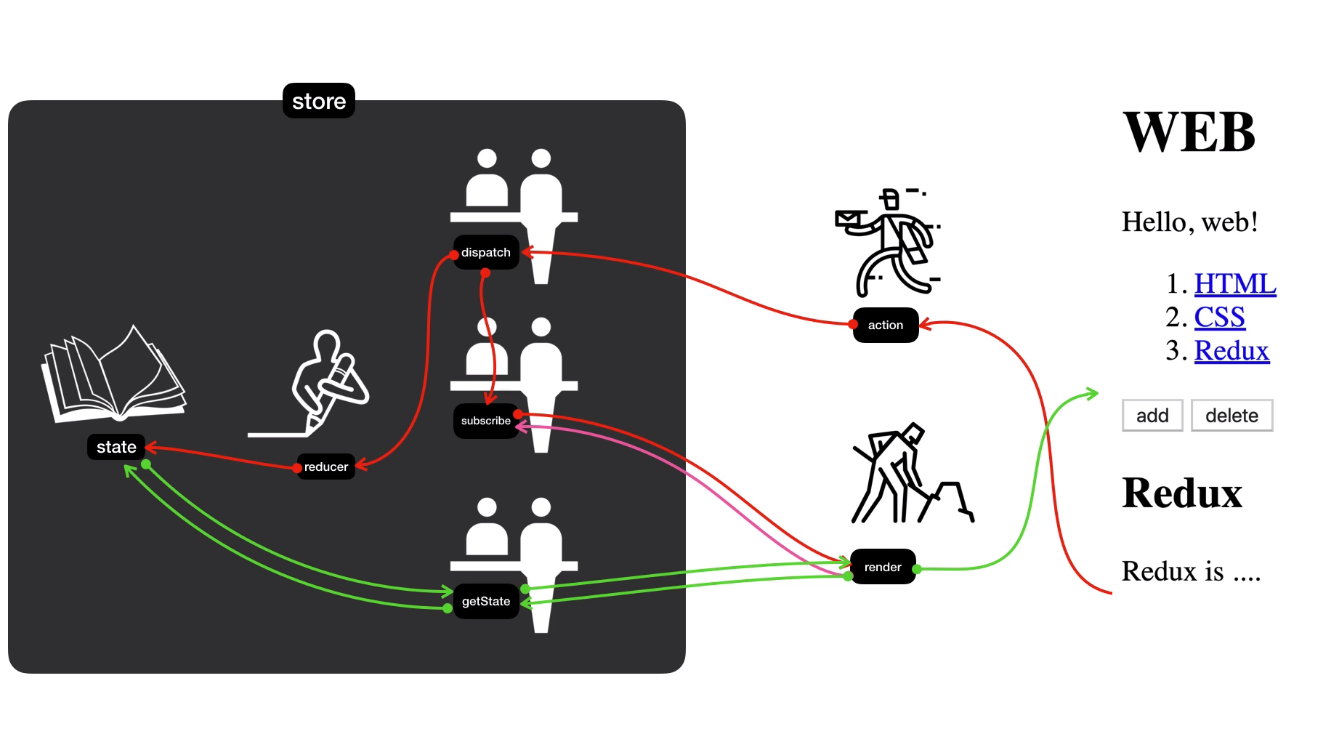 store
dispatch
subscribe
state
reducer
getState
action
render
WEB
Hello, web!
1. HTML
2. CSS
3. Redux
add delete
Redux
Redux is ....